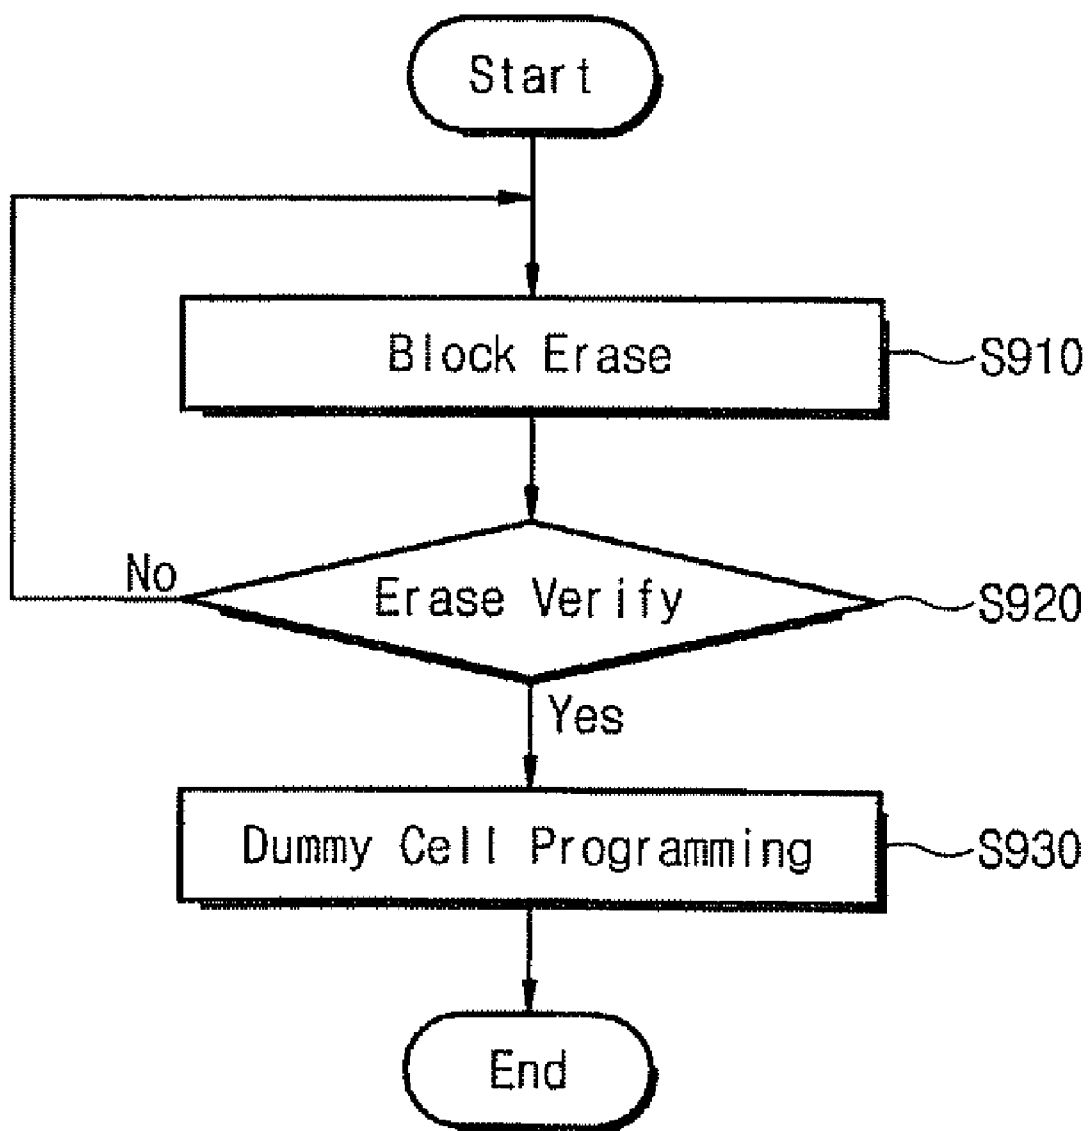 Start
Block Erase
S910
No
Erase Verify
S920
Yes
Dummy Cell Programming
S930
End